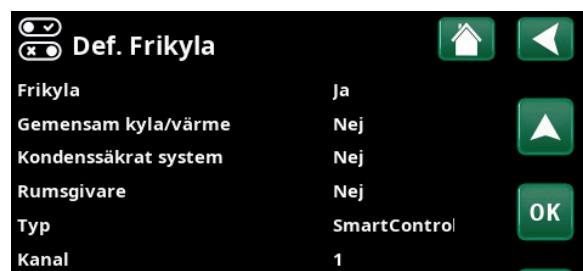 Def. Frikyla
Frikyla Ja
Gemensam kyla/värme Nej
Kondenssäkrat system Nej
Rumsgivare Nej
OK
Typ SmartControl
Kanal 1